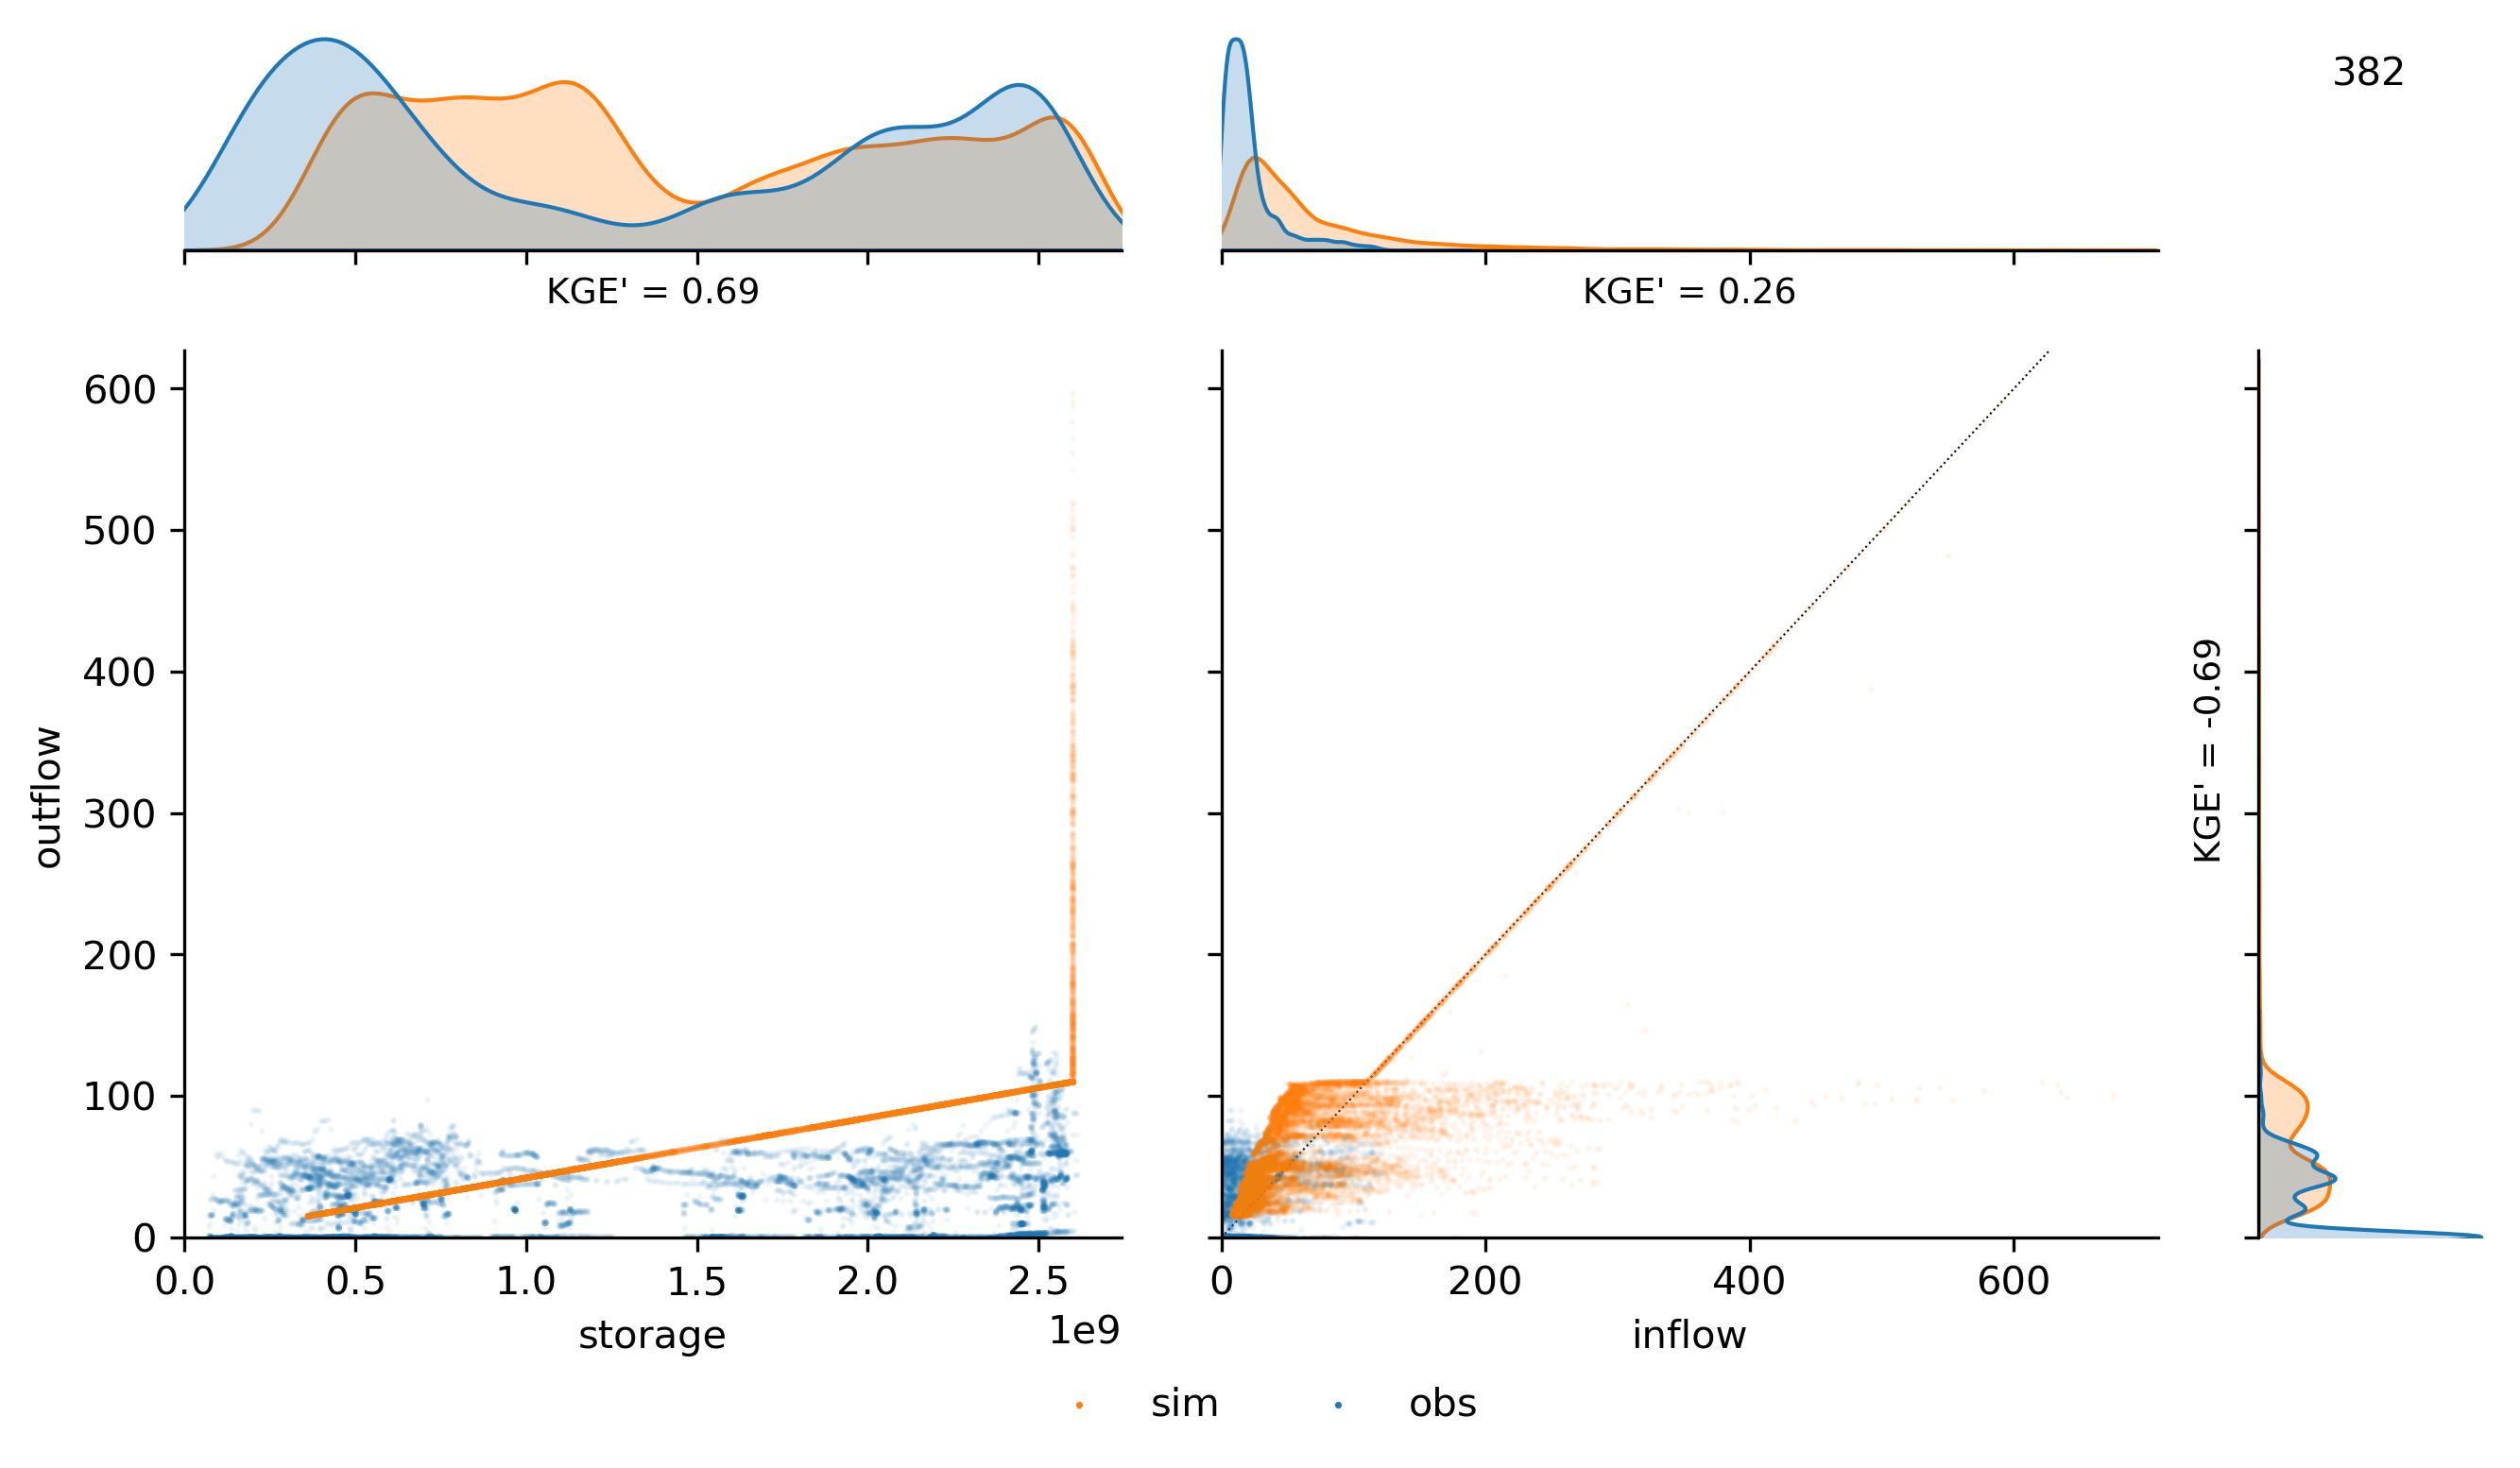 382
KGE' = 0.69
KGE' = 0.26
600
500
400
300
200
100
0
outflow
KGE' = -0.69
0.0 0.5 1.0 1.5 2.0 2.5
1e9
storage
0 200 400 600
inflow
sim
obs